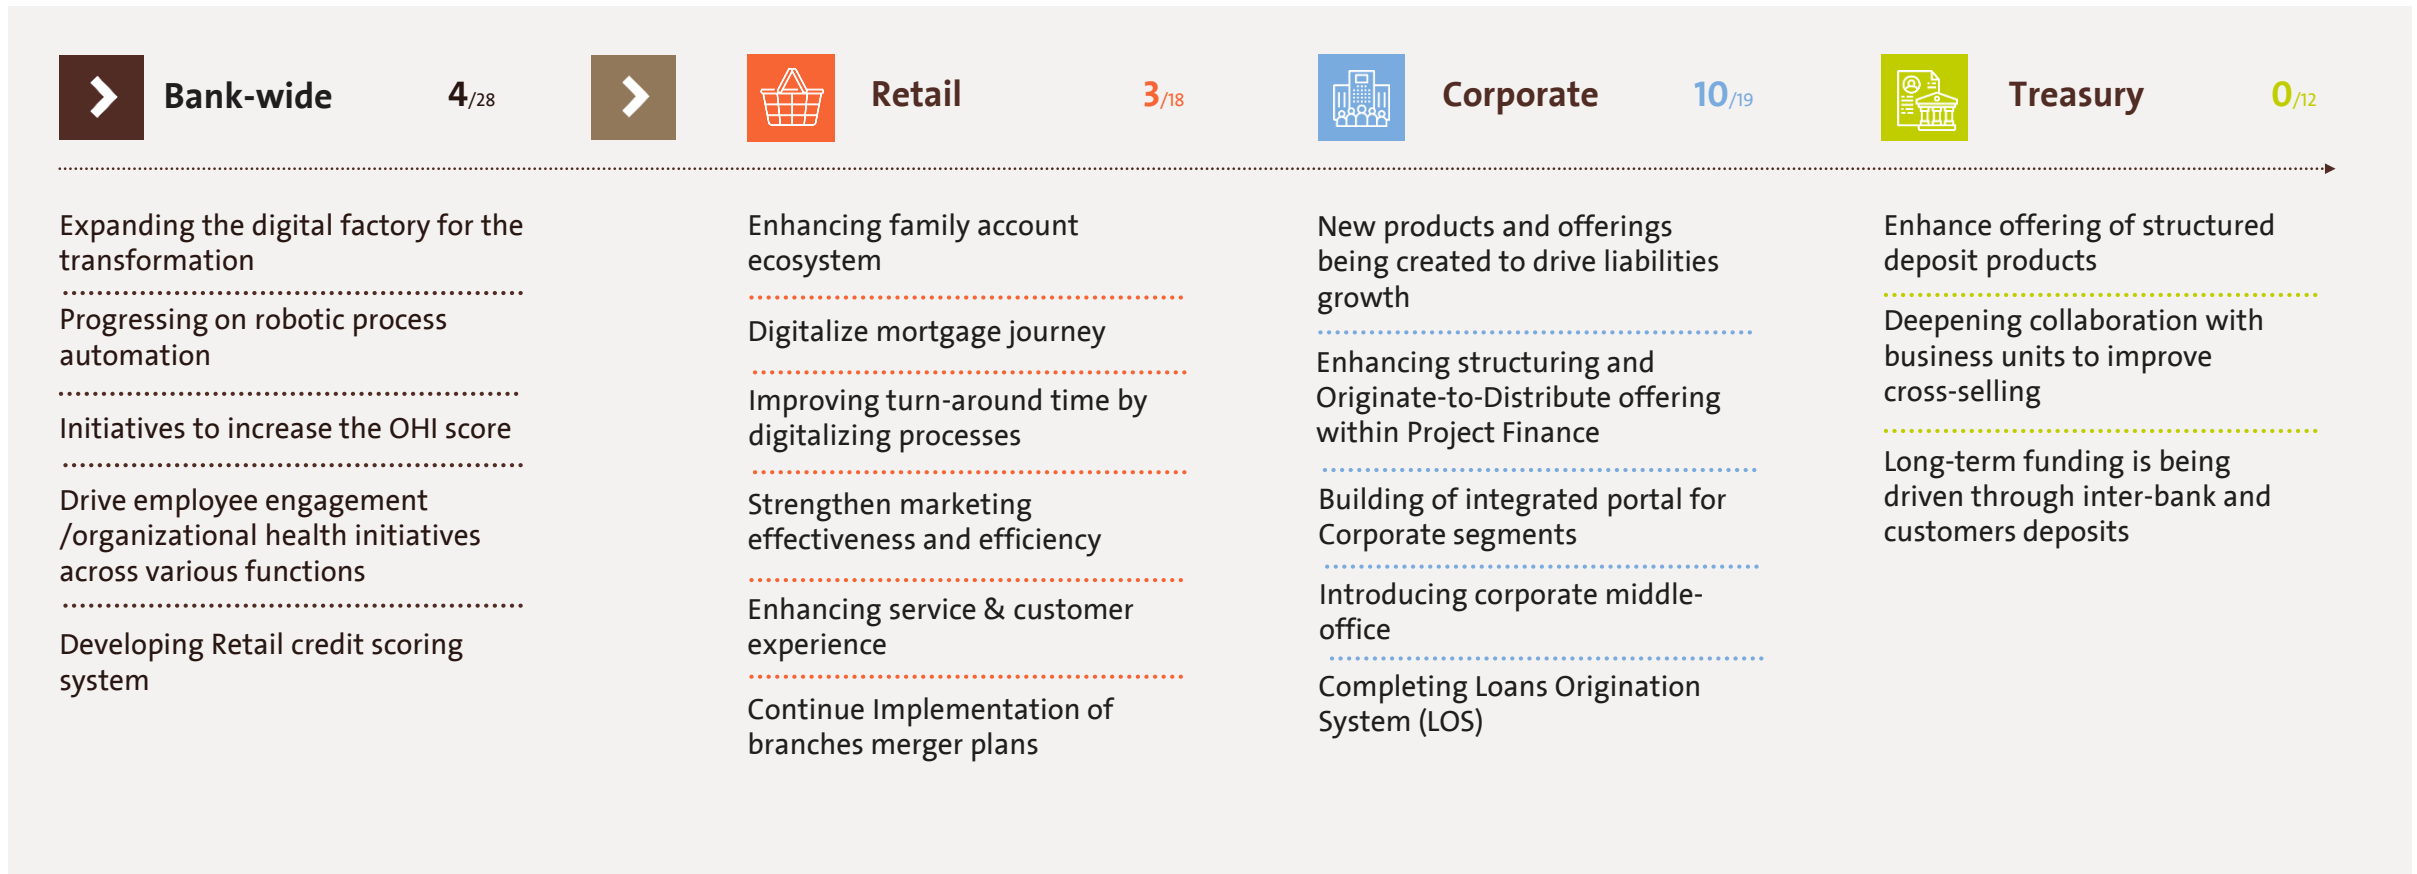 Bank-wide 4/28
Expanding the digital factory for the
transformation
Progressing on robotic process
automation
Initiatives to increase the OHI score
Drive employee engagement
/organizational health initiatives
across various functions
Developing Retail credit scoring
system
Retail 3/18
Enhancing family account
ecosystem
Digitalize mortgage journey
Improving turn-around time by
digitalizing processes
Strengthen marketing
effectiveness and efficiency
Enhancing service & customer
experience
Continue Implementation of
branches merger plans
Corporate 10/19
New products and offerings
being created to drive liabilities
growth
Enhancing structuring and
Originate-to-Distribute offering
within Project Finance
Building of integrated portal for
Corporate segments
Introducing corporate middle-
office
Completing Loans Origination
System (LOS)
Treasury 0/12
Enhance offering of structured
deposit products
Deepening collaboration with
business units to improve
cross-selling
Long-term funding is being
driven through inter-bank and
customers deposits